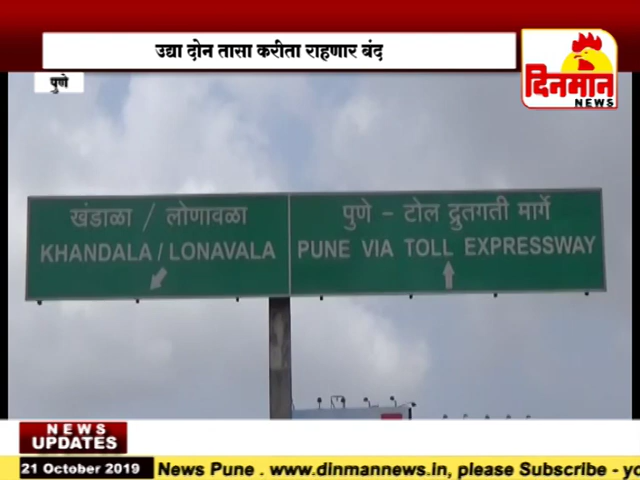 उद्या दोन तासा करीता राहणार बंद
दिनमान
NEWS
पुणे
खंडाळा / लोणावळा
KHANDALA / LONAVALA
पुणे - टोल द्रुतगती मार्गे
PUNE VIA TOLL EXPRESSWAY
NEWS
UPDATES
21 October 2019 News Pune . www.dinmannews.in, please Subscribe - yo